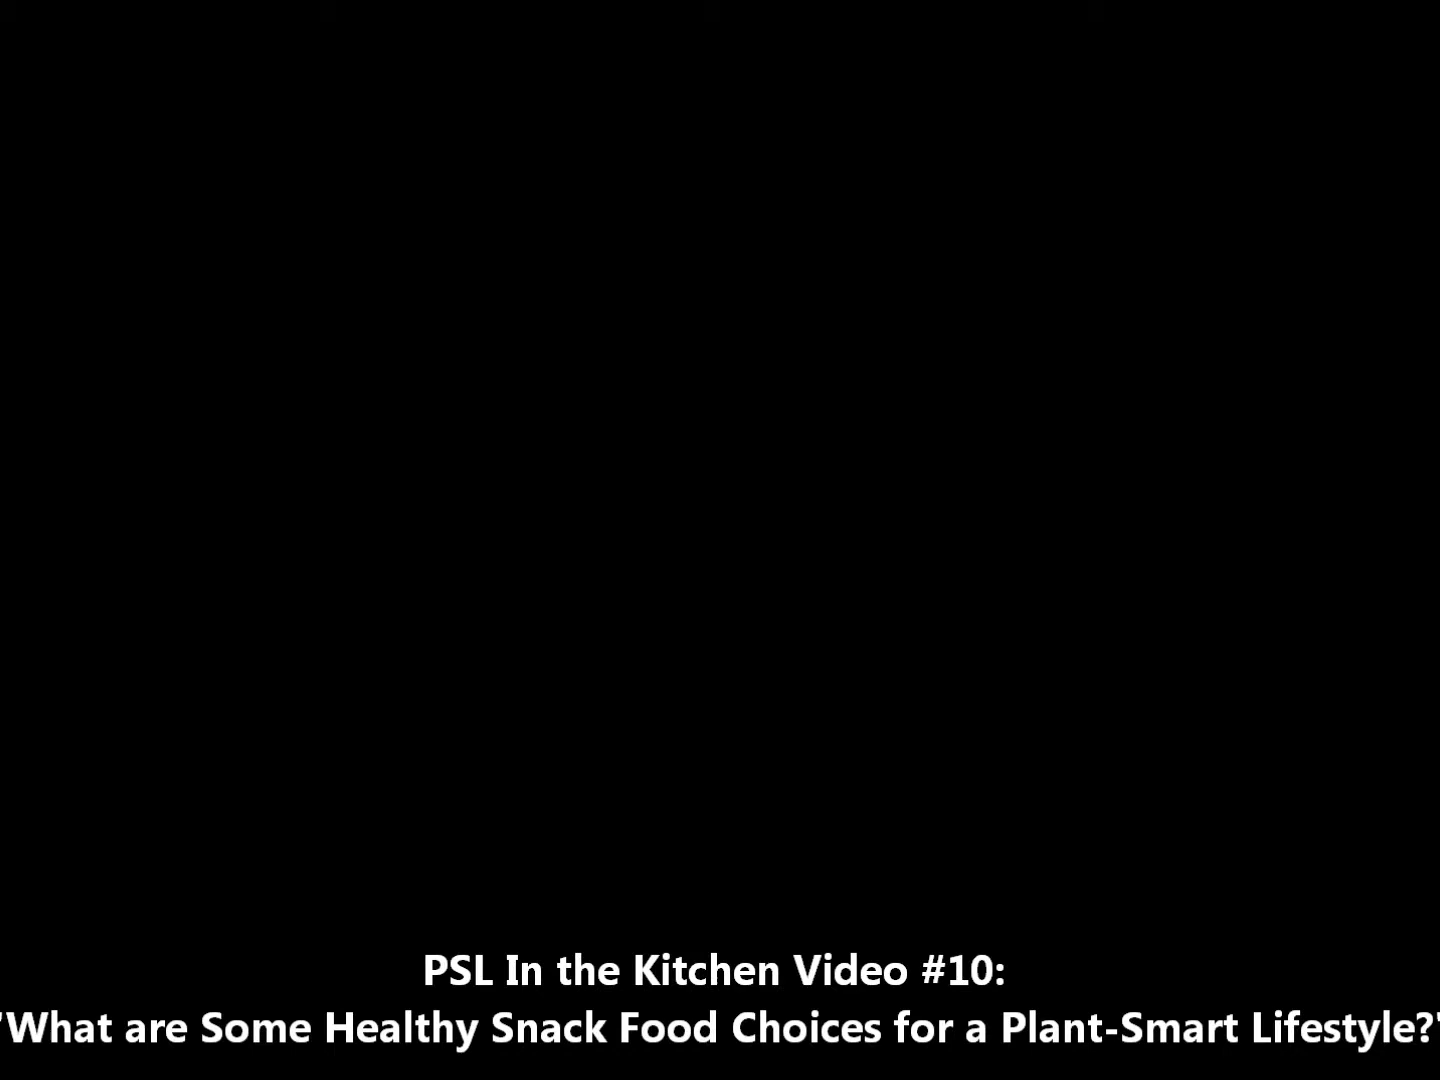 PSL In the Kitchen Video #10:
"What are Some Healthy Snack Food Choices for a Plant-Smart Lifestyle?"